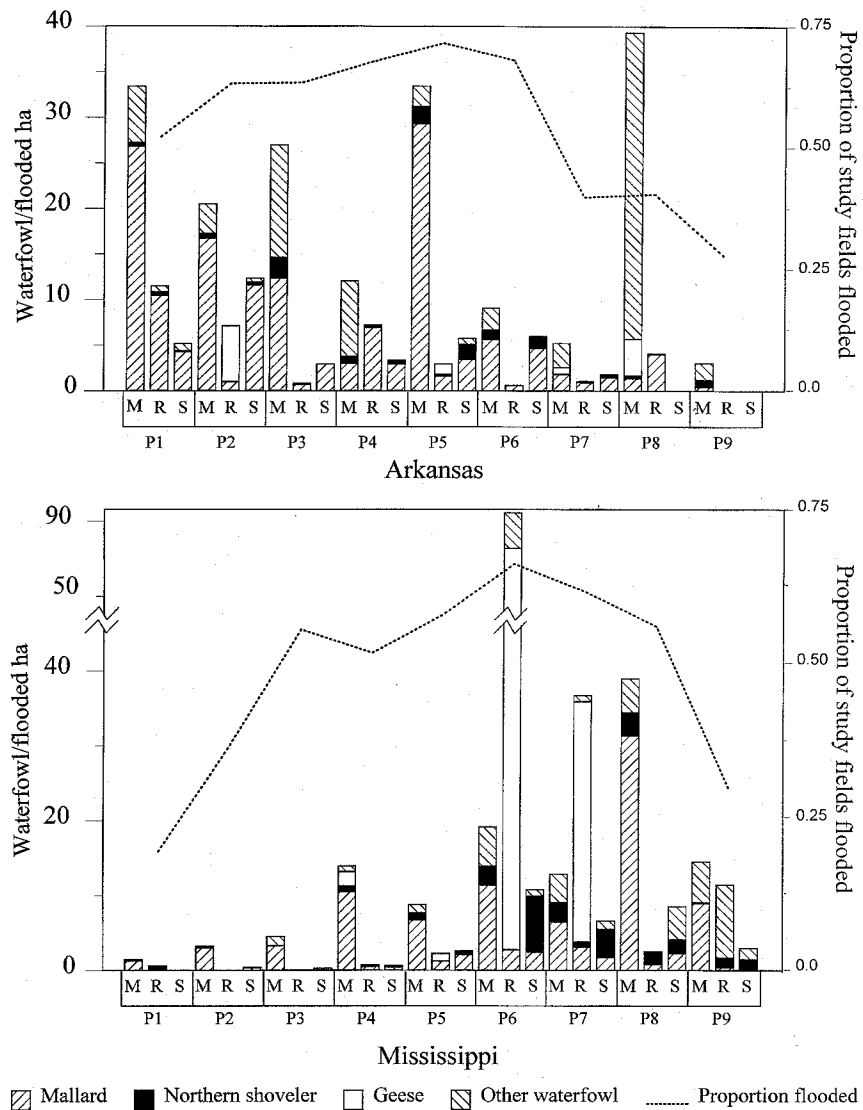 40
30
20
10
0
Waterfowl/flooded ha
0.75
0.50
0.25
0.0
Proportion of study fields flooded
M R S M R S M R S M R S M R S M R S M R S M R S M R S
P1 P2 P3 P4 P5 P6 P7 P8 P9
Arkansas
90
50
40
20
0
Waterfowl/flooded ha
0.75
0.50
0.25
0.0
Proportion of study fields flooded
M R S M R S M R S M R S M R S M R S M R S M R S M R S
P1 P2 P3 P4 P5 P6 P7 P8 P9
Mississippi
Mallard Northern shoveler Geese Other waterfowl Proportion flooded